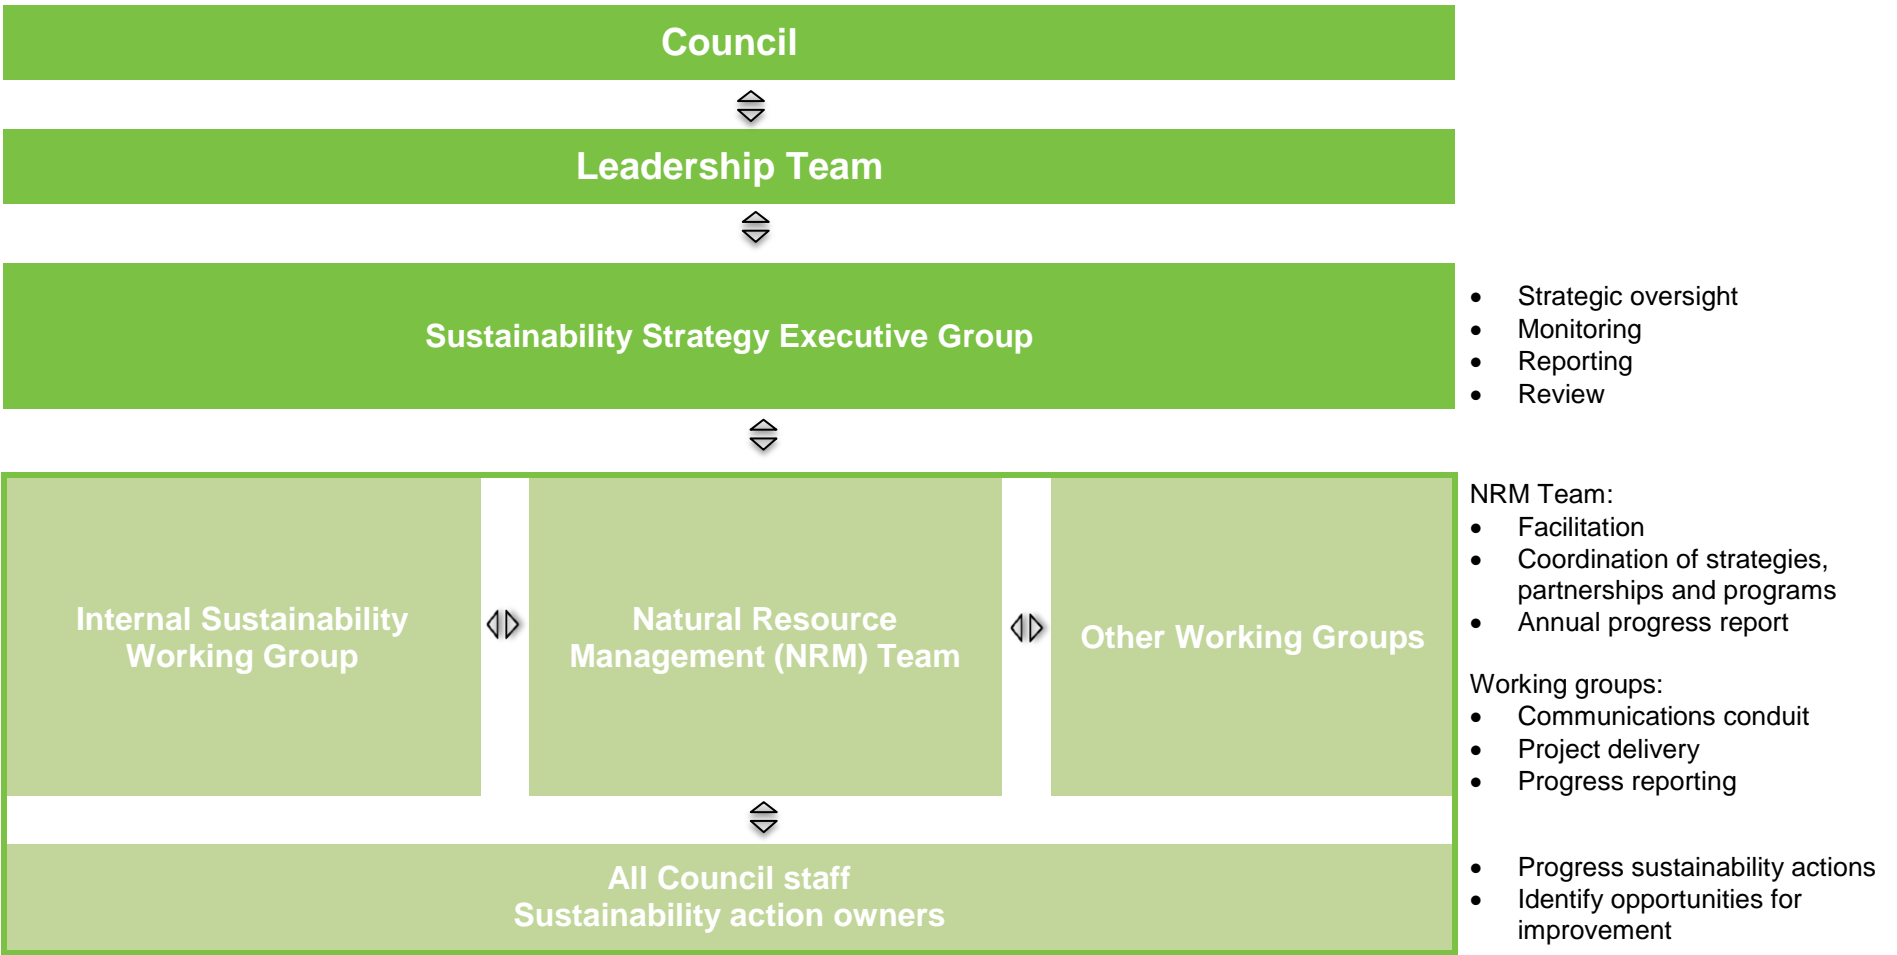 Council
Leadership Team
Sustainability Strategy Executive Group
• Strategic oversight
• Monitoring
• Reporting
• Review
Internal Sustainability
Working Group
Natural Resource
Management (NRM) Team
Other Working Groups
NRM Team:
• Facilitation
• Coordination of strategies,
partnerships and programs
• Annual progress report
Working groups:
• Communications conduit
• Project delivery
• Progress reporting
All Council staff
Sustainability action owners
• Progress sustainability actions
• Identify opportunities for
improvement